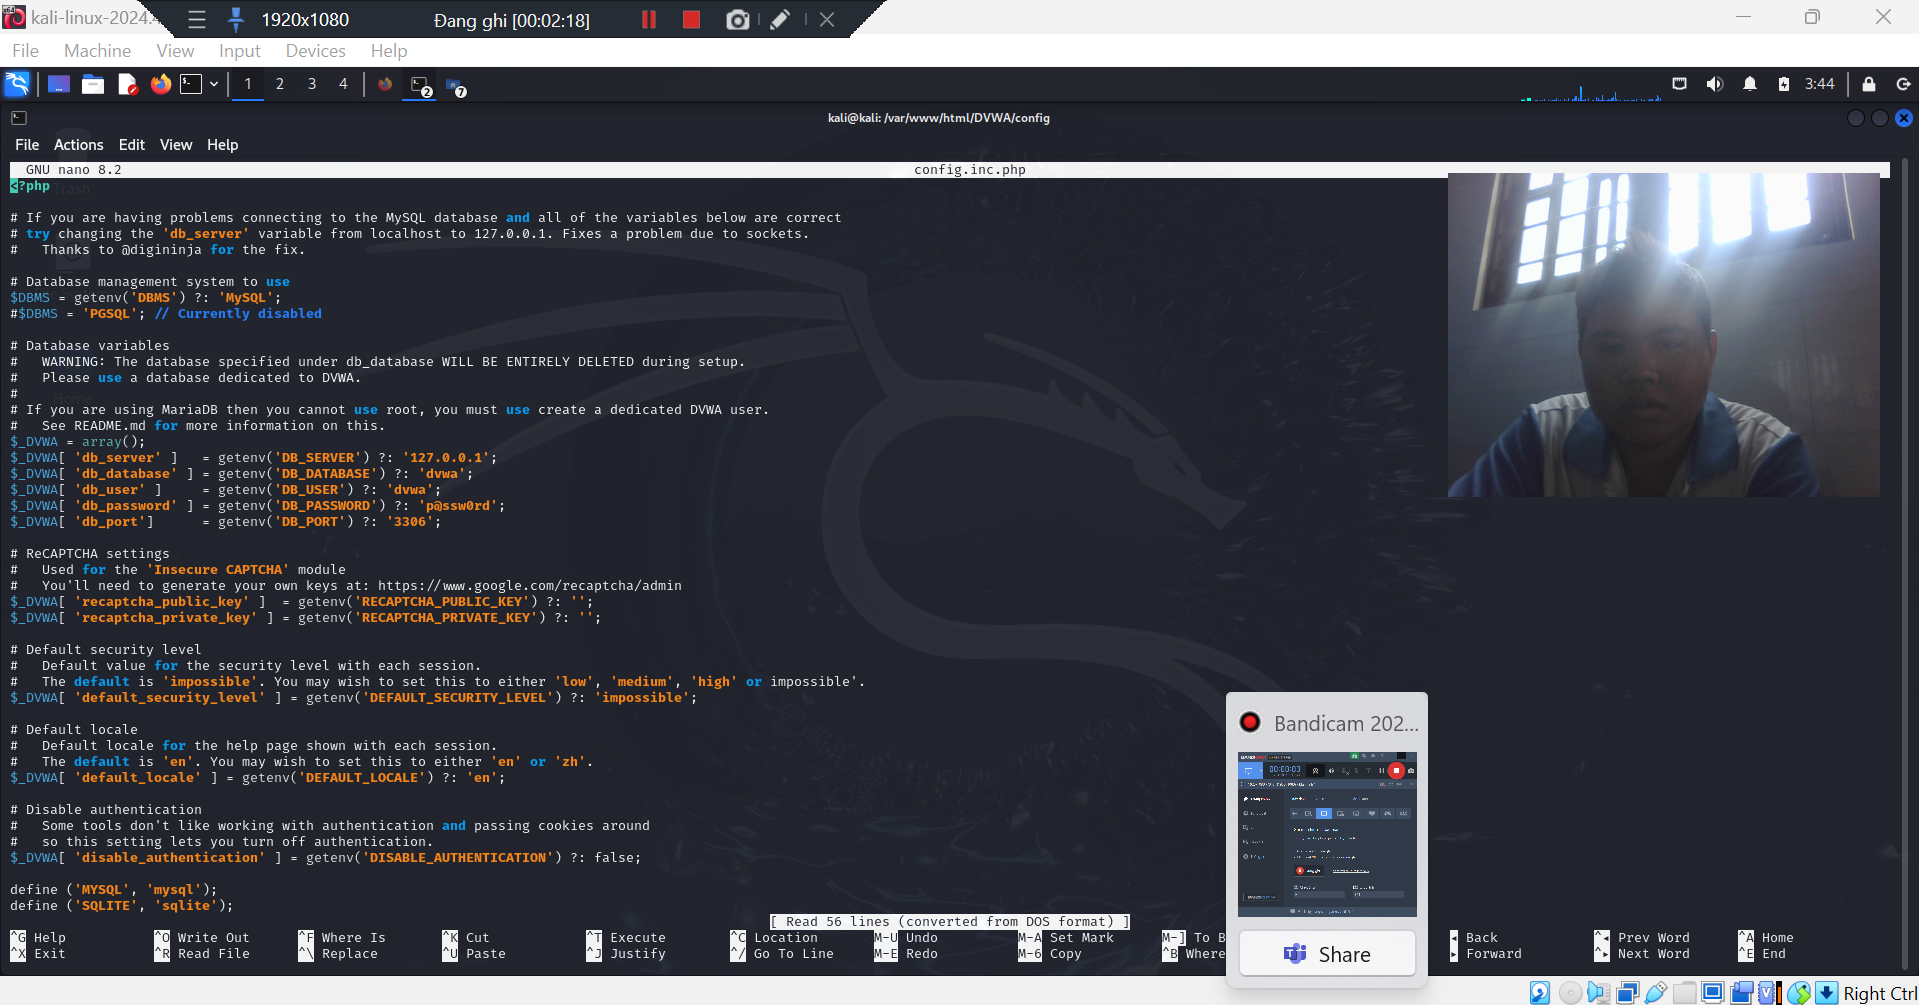 kali-linux-2024.4
1920x1080
Đang ghi [00:02:18]
File Machine View Input Devices Help
1 2 3 4
2
7
3:44
kali@kali: /var/www/html/DVWA/config
File Actions Edit View Help
GNU nano 8.2 config.inc.php
<?php
Trash
# If you are having problems connecting to the MySQL database and all of the variables below are correct
# try changing the 'db_server' variable from localhost to 127.0.0.1. Fixes a problem due to sockets.
#   Thanks to @digininja for the fix.
# Database management system to use
$DBMS = getenv('DBMS') ?: 'MySQL';
#$DBMS = 'PGSQL'; // Currently disabled
# Database variables
#   WARNING: The database specified under db_database WILL BE ENTIRELY DELETED during setup.
#   Please use a database dedicated to DVWA.
#
Home
# If you are using MariaDB then you cannot use root, you must use create a dedicated DVWA user.
#   See README.md for more information on this.
$_DVWA = array();
$_DVWA[ 'db_server' ]   = getenv('DB_SERVER') ?: '127.0.0.1';
$_DVWA[ 'db_database' ] = getenv('DB_DATABASE') ?: 'dvwa';
$_DVWA[ 'db_user' ]     = getenv('DB_USER') ?: 'dvwa';
$_DVWA[ 'db_password' ] = getenv('DB_PASSWORD') ?: 'p@ssw0rd';
$_DVWA[ 'db_port']      = getenv('DB_PORT') ?: '3306';
# ReCAPTCHA settings
#   Used for the 'Insecure CAPTCHA' module
#   You'll need to generate your own keys at: https://www.google.com/recaptcha/admin
$_DVWA[ 'recaptcha_public_key' ]  = getenv('RECAPTCHA_PUBLIC_KEY') ?: '';
$_DVWA[ 'recaptcha_private_key' ] = getenv('RECAPTCHA_PRIVATE_KEY') ?: '';
# Default security level
#   Default value for the security level with each session.
#   The default is 'impossible'. You may wish to set this to either 'low', 'medium', 'high' or impossible'.
$_DVWA[ 'default_security_level' ] = getenv('DEFAULT_SECURITY_LEVEL') ?: 'impossible';
# Default locale
#   Default locale for the help page shown with each session.
#   The default is 'en'. You may wish to set this to either 'en' or 'zh'.
$_DVWA[ 'default_locale' ] = getenv('DEFAULT_LOCALE') ?: 'en';
# Disable authentication
#   Some tools don't like working with authentication and passing cookies around
#   so this setting lets you turn off authentication.
$_DVWA[ 'disable_authentication' ] = getenv('DISABLE_AUTHENTICATION') ?: false;
define ('MYSQL', 'mysql');
define ('SQLITE', 'sqlite');
[ Read 56 lines (converted from DOS format) ]
^G Help ^O Write Out ^F Where Is ^K Cut ^T Execute ^C Location M-U Undo M-A Set Mark M-] To B ◂ Back ^◂ Prev Word ^A Home
^X Exit ^R Read File ^\ Replace ^U Paste ^J Justify ^/ Go To Line M-E Redo M-6 Copy ^B Where ▸ Forward ^▸ Next Word ^E End
Bandicam 202...
00:00:03
Share
Right Ctrl